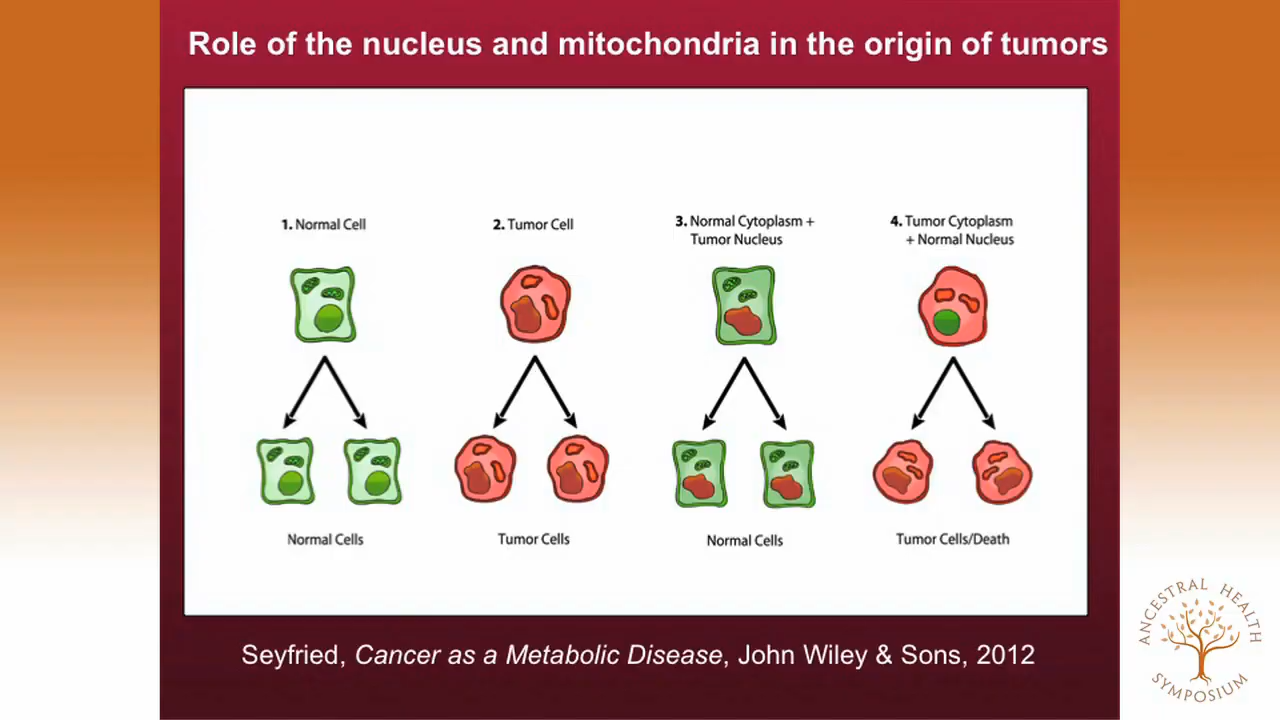 Role of the nucleus and mitochondria in the origin of tumors
1. Normal Cell
2. Tumor Cell
3. Normal Cytoplasm +
Tumor Nucleus
4. Tumor Cytoplasm
+ Normal Nucleus
Normal Cells
Tumor Cells
Normal Cells
Tumor Cells/Death
Seyfried, Cancer as a Metabolic Disease, John Wiley & Sons, 2012
ANCESTRAL HEALTH
SYMPOSIUM